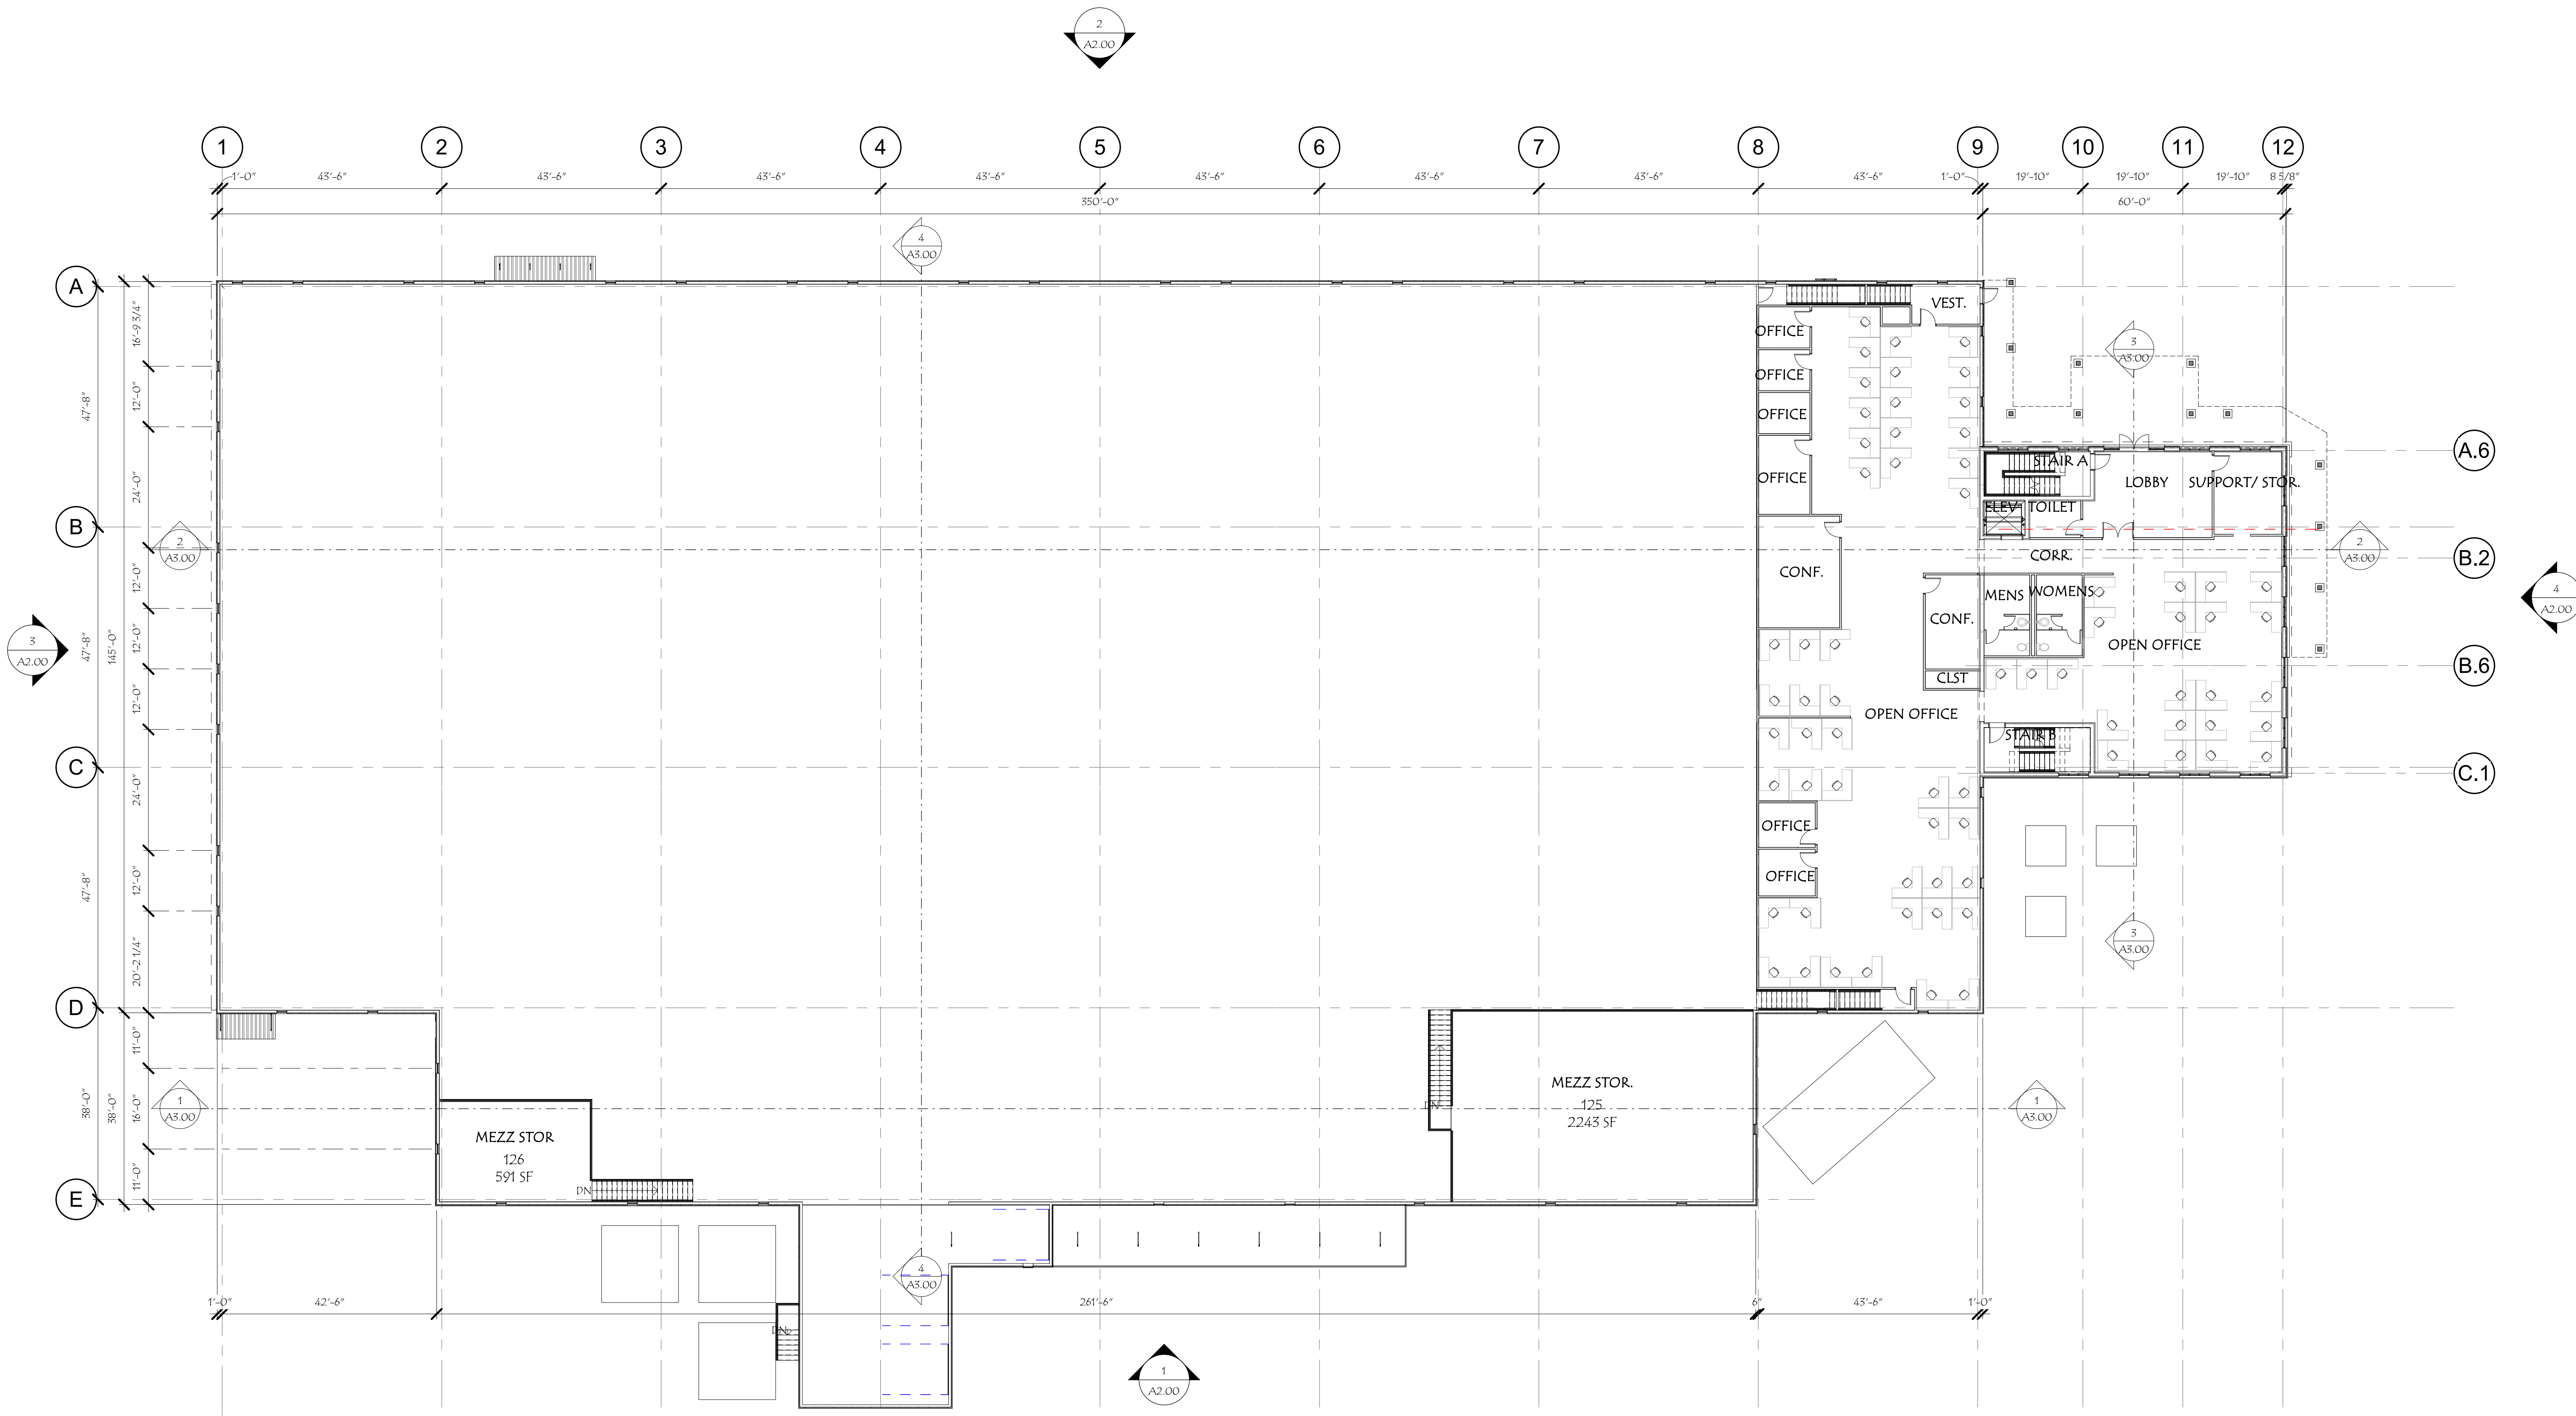 2
A2.00
1
2
3
4
5
6
7
8
9
10
11
12
1'-0"
43'-6"
43'-6"
43'-6"
43'-6"
43'-6"
43'-6"
43'-6"
43'-6"
1'-0"
19'-10"
19'-10"
19'-10"
8 5/8"
350'-0"
60'-0"
4
A3.00
A
16'-9 3/4"
VEST.
OFFICE
3
A3.00
12'-0"
47'-8"
OFFICE
OFFICE
A.6
STAIR A
OFFICE
LOBBY
SUPPORT/ STOR.
24'-0"
ELEV
TOILET
B
2
A3.00
2
A3.00
CORR.
B.2
CONF.
12'-0"
MENS
WOMENS
4
A2.00
CONF.
3
A2.00
47'-8"
145'-0"
12'-0"
OPEN OFFICE
B.6
CLST
12'-0"
OPEN OFFICE
STAIR B
C
C.1
24'-0"
OFFICE
OFFICE
47'-8"
12'-0"
3
A3.00
20'-2 1/4"
D
11'-0"
MEZZ STOR.
125
2243 SF
DN
1
A3.00
38'-0"
38'-0"
16'-0"
1
A3.00
MEZZ STOR
126
591 SF
DN
11'-0"
E
4
A3.00
1'-0"
42'-6"
261'-6"
6"
43'-6"
1'-0"
DN
1
A2.00